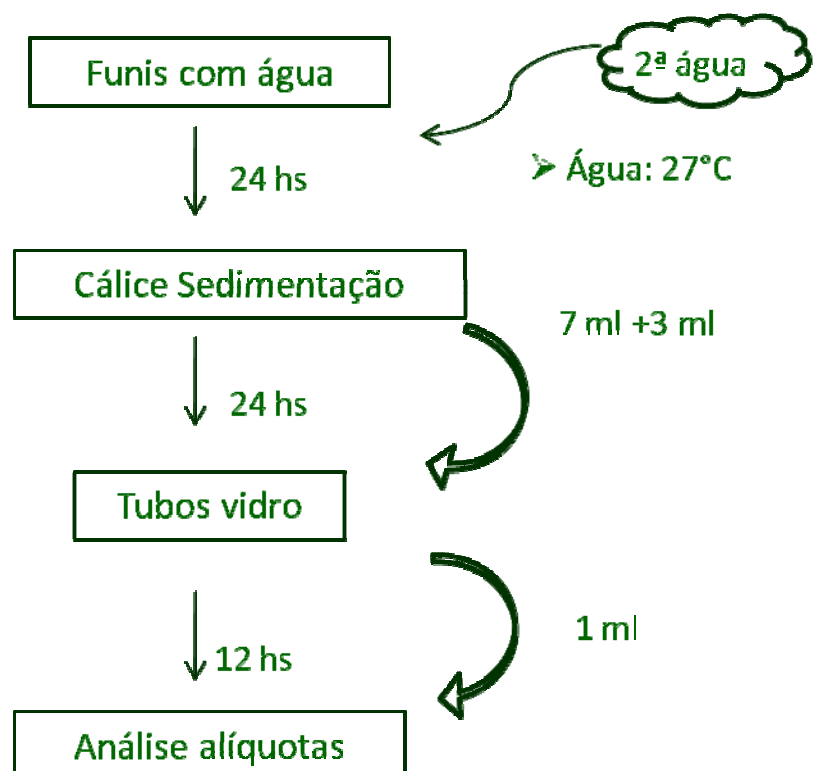 Funis com água
2ª água
24 hs
➢ Água: 27°C
Cálice Sedimentação
7 ml +3 ml
24 hs
Tubos vidro
1 ml
12 hs
Análise alíquotas